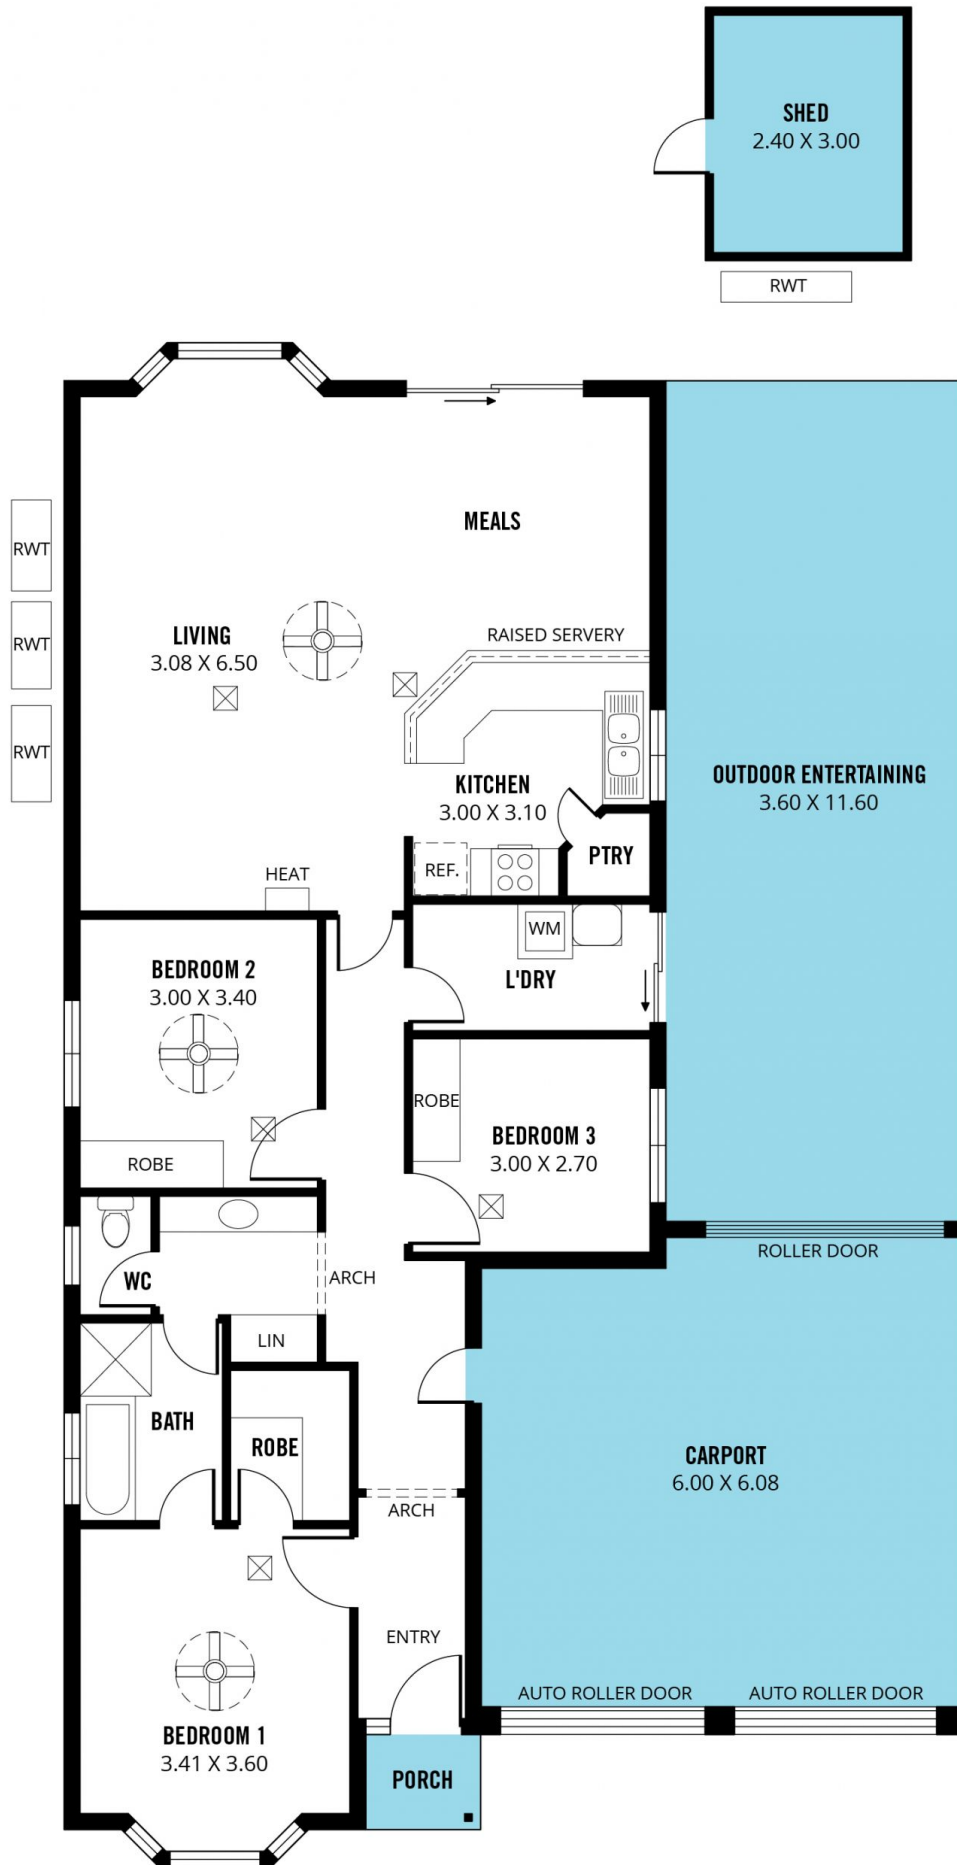 SHED
2.40 X 3.00
RWT
MEALS
RWT
RAISED SERVERY
LIVING
3.08 X 6.50
RWT
RWT
OUTDOOR ENTERTAINING
3.60 X 11.60
KITCHEN
3.00 X 3.10
PTRY
REF.
HEAT
WM
BEDROOM 2
3.00 X 3.40
L'DRY
ROBE
BEDROOM 3
3.00 X 2.70
ROBE
ROLLER DOOR
WC
ARCH
LIN
BATH
ROBE
CARPORT
6.00 X 6.08
ARCH
ENTRY
AUTO ROLLER DOOR
AUTO ROLLER DOOR
BEDROOM 1
3.41 X 3.60
PORCH